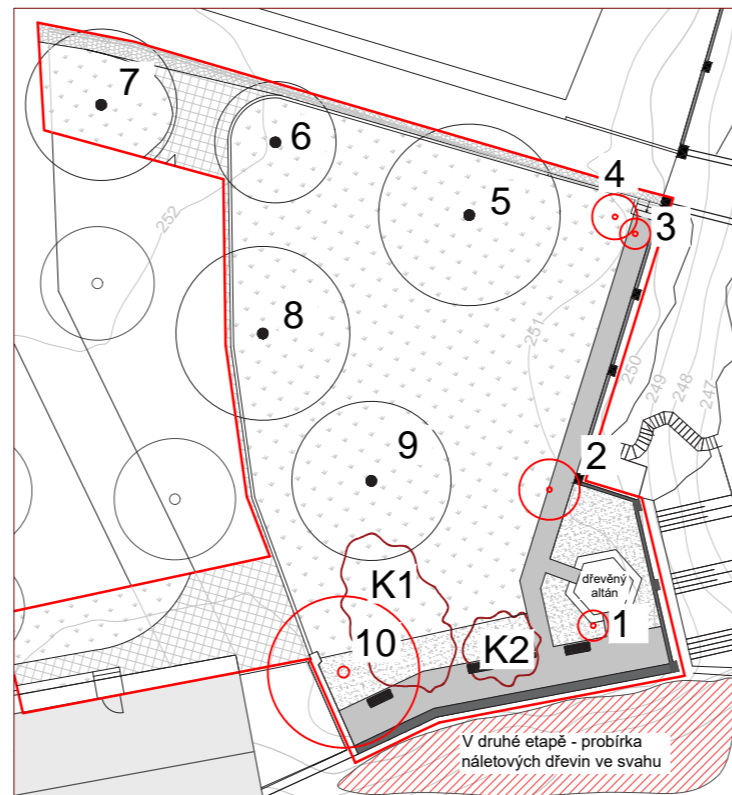 7
6
5
4
3
252
8
251
250
249
248
247
9
2
K1
dřevěný
altán
10
K2
1
V druhé etapě - probírka
náletových dřevin ve svahu